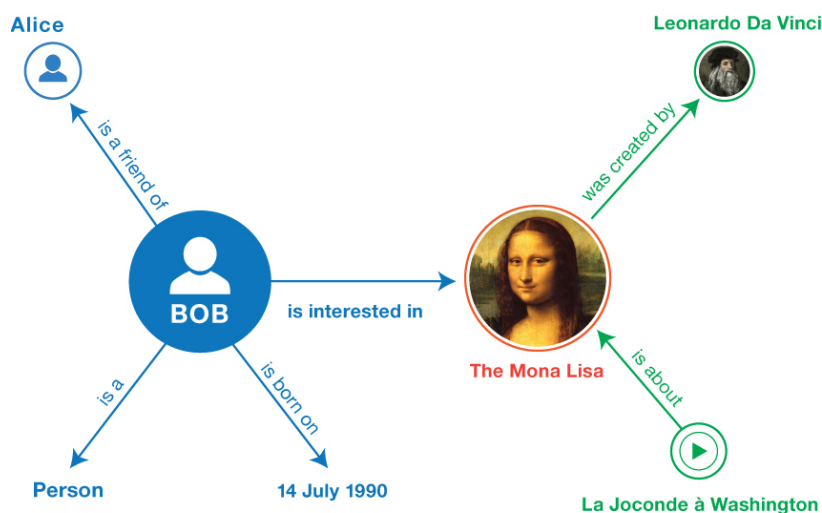 Alice
Leonardo Da Vinci
is a friend of
was created by
BOB
is interested in
The Mona Lisa
is a
is born on
is about
Person
14 July 1990
La Joconde à Washington